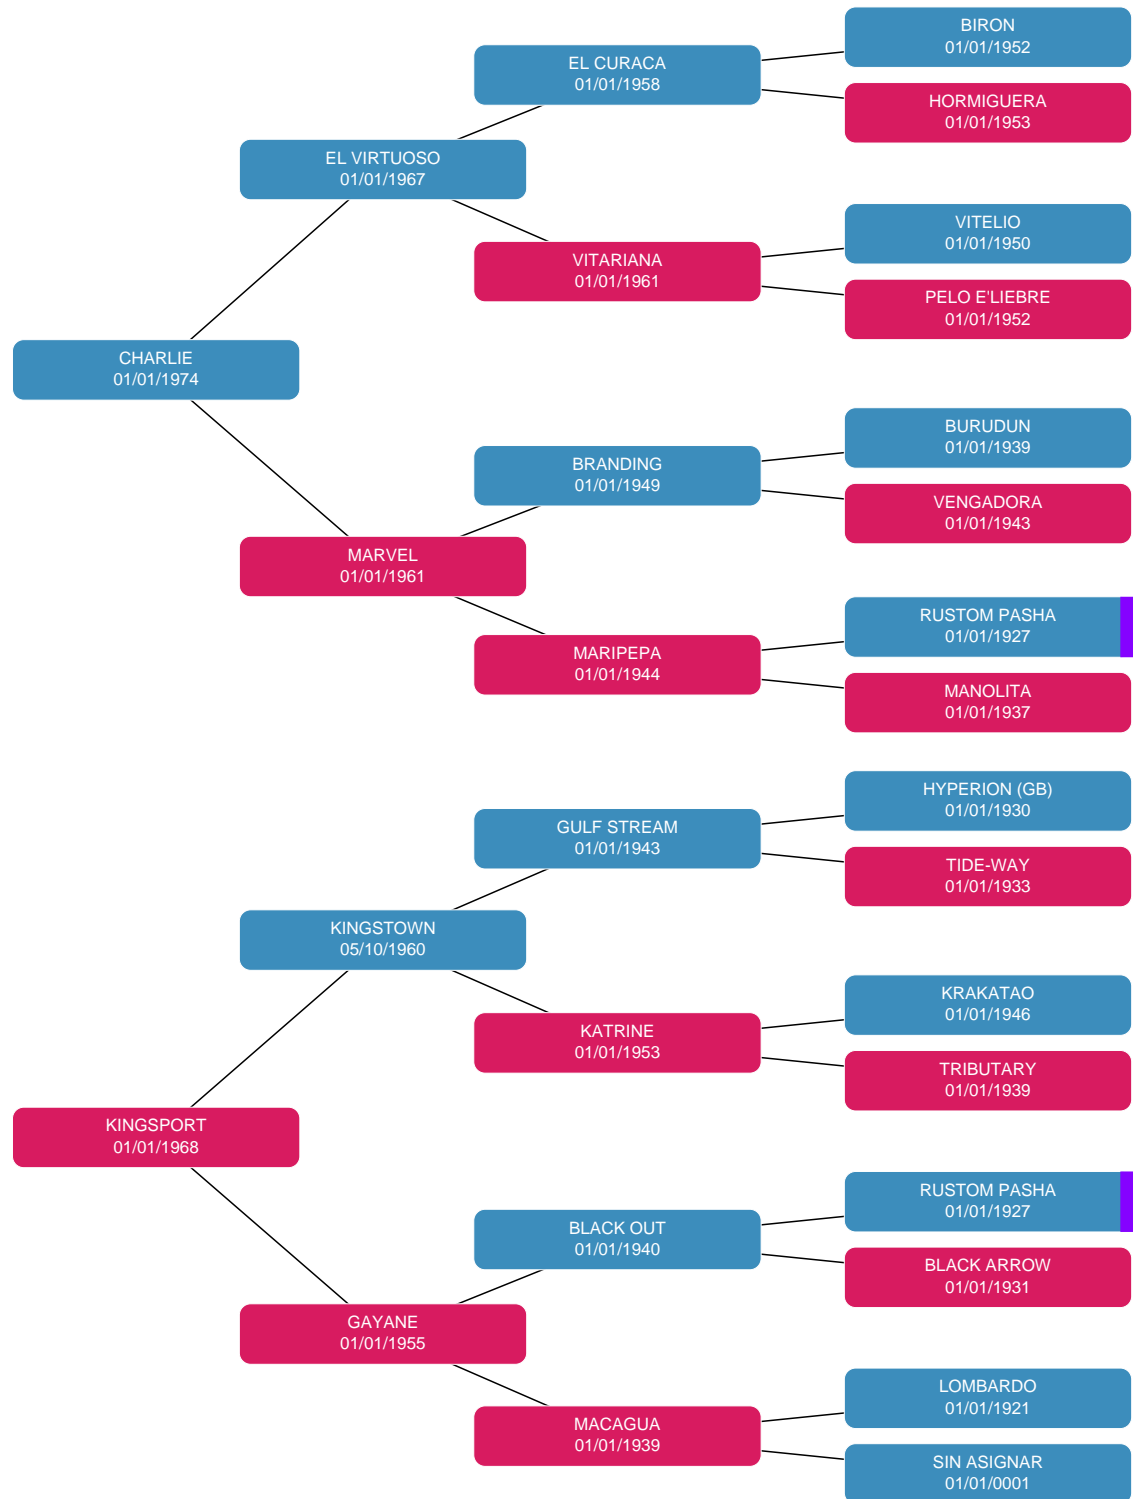 BIRON
01/01/1952
EL CURACA
01/01/1958
HORMIGUERA
01/01/1953
EL VIRTUOSO
01/01/1967
VITELIO
01/01/1950
VITARIANA
01/01/1961
PELO E'LIEBRE
01/01/1952
CHARLIE
01/01/1974
BURUDUN
01/01/1939
BRANDING
01/01/1949
VENGADORA
01/01/1943
MARVEL
01/01/1961
RUSTOM PASHA
01/01/1927
MARIPEPA
01/01/1944
MANOLITA
01/01/1937
HYPERION (GB)
01/01/1930
GULF STREAM
01/01/1943
TIDE-WAY
01/01/1933
KINGSTOWN
05/10/1960
KRAKATAO
01/01/1946
KATRINE
01/01/1953
TRIBUTARY
01/01/1939
KINGSPORT
01/01/1968
RUSTOM PASHA
01/01/1927
BLACK OUT
01/01/1940
BLACK ARROW
01/01/1931
GAYANE
01/01/1955
LOMBARDO
01/01/1921
MACAGUA
01/01/1939
SIN ASIGNAR
01/01/0001